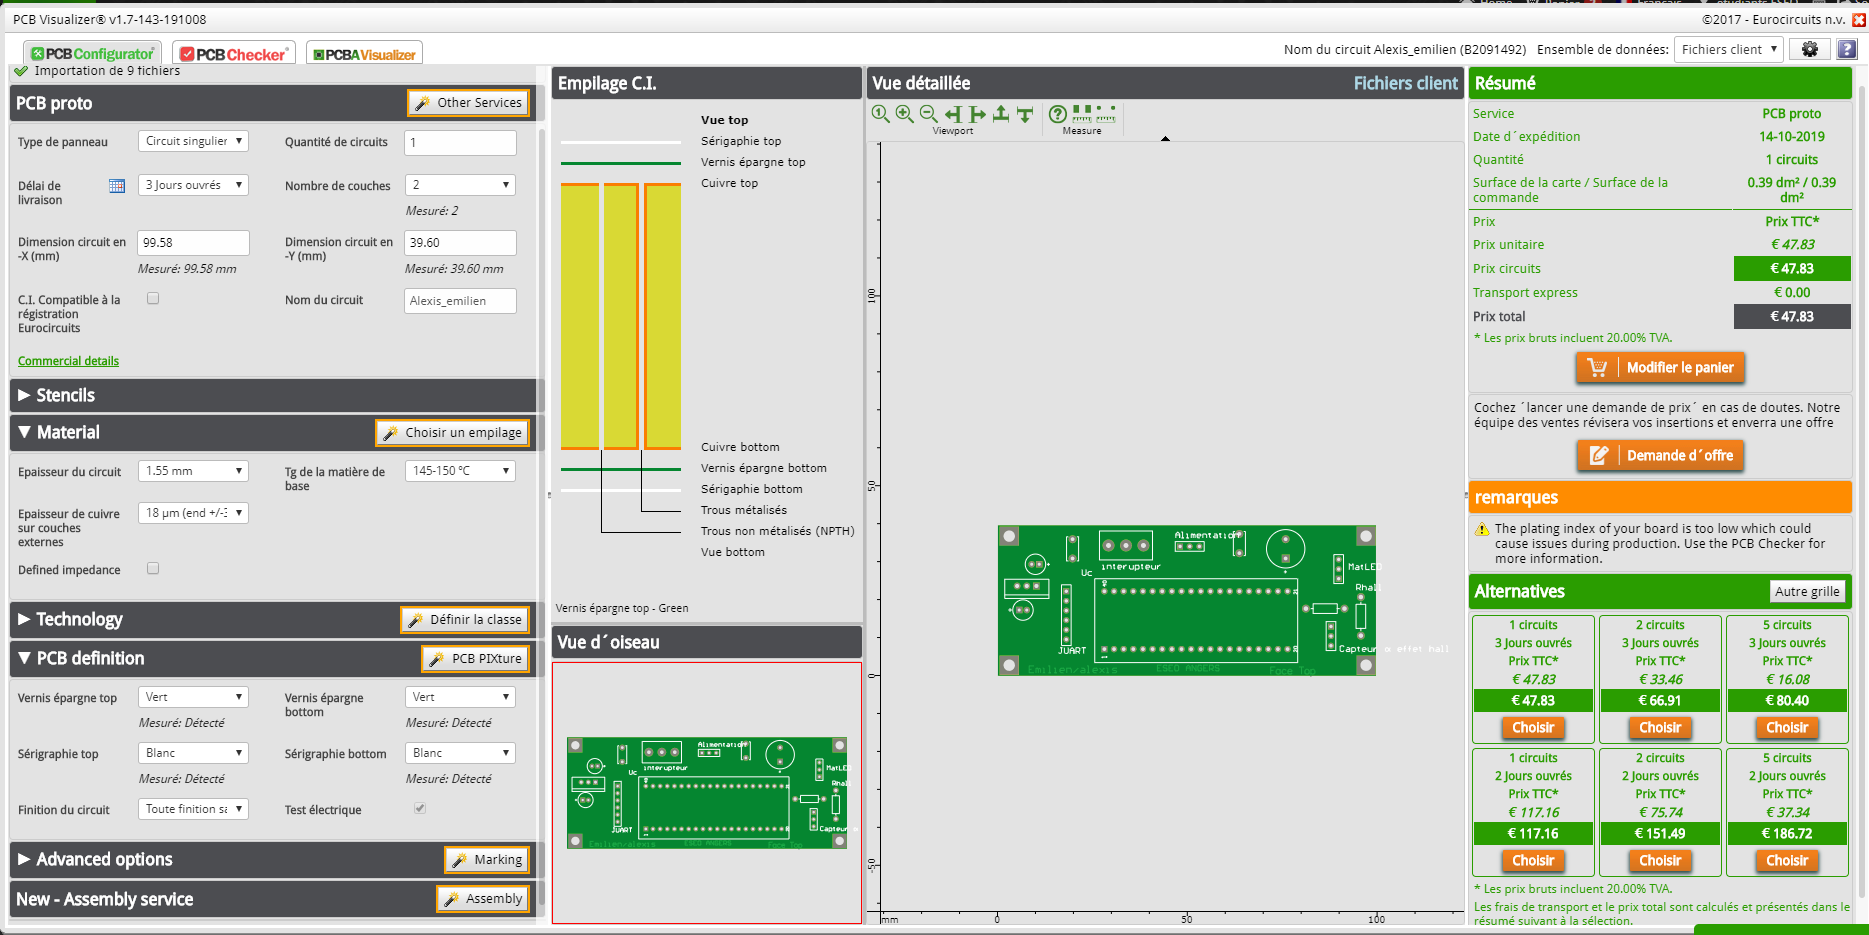 PCB Visualizer® v1.7-143-191008
©2017 - Eurocircuits n.v.
PCB Configurator
PCB Checker
PCBA Visualizer
Nom du circuit Alexis_emilien (B2091492)
Ensemble de données:
Fichiers client
Importation de 9 fichiers
PCB proto
Other Services
Type de panneau
Circuit singulier
Quantité de circuits
1
Délai de livraison
3 Jours ouvrés
Nombre de couches
2
Mesuré: 2
Dimension circuit en -X (mm)
99.58
Mesuré: 99.58 mm
Dimension circuit en -Y (mm)
39.60
Mesuré: 39.60 mm
C.I. Compatible à la régistration Eurocircuits
Nom du circuit
Alexis_emilien
Commercial details
Stencils
Material
Choisir un empilage
Epaisseur du circuit
1.55 mm
Tg de la matière de base
145-150 °C
Epaisseur de cuivre sur couches externes
18 µm (end +/-3
Defined impedance
Technology
Définir la classe
PCB definition
PCB PIXture
Vernis épargne top
Vert
Mesuré: Détecté
Vernis épargne bottom
Vert
Mesuré: Détecté
Sérigraphie top
Blanc
Mesuré: Détecté
Sérigraphie bottom
Blanc
Mesuré: Détecté
Finition du circuit
Toute finition sa
Test électrique
Advanced options
Marking
New - Assembly service
Assembly
Empilage C.I.
Vue top
Sérigaphie top
Vernis épargne top
Cuivre top
Cuivre bottom
Vernis épargne bottom
Sérigaphie bottom
Trous métalisés
Trous non métalisés (NPTH)
Vue bottom
Vernis épargne top - Green
Vue d´oiseau
Alimentation
interupteur
Uc
MatLED
Rhall
JUART
Emilien/alexis
ESEO ANGERS
Face Top
Vue détaillée
Fichiers client
Viewport
Measure
100
50
0
-50
mm
0
50
100
Alimentation
interupteur
Uc
MatLED
Rhall
JUART
Capteur a effet hall
Emilien/alexis
ESEO ANGERS
Face Top
Résumé
Service
PCB proto
Date d´expédition
14-10-2019
Quantité
1 circuits
Surface de la carte / Surface de la commande
0.39 dm² / 0.39 dm²
Prix
Prix TTC*
Prix unitaire
€ 47.83
Prix circuits
€ 47.83
Transport express
€ 0.00
Prix total
€ 47.83
* Les prix bruts incluent 20.00% TVA.
Modifier le panier
Cochez ´lancer une demande de prix´ en cas de doutes. Notre
équipe des ventes révisera vos insertions et enverra une offre
Demande d´offre
remarques
The plating index of your board is too low which could
cause issues during production. Use the PCB Checker for
more information.
Alternatives
Autre grille
1 circuits
3 Jours ouvrés
Prix TTC*
€ 47.83
€ 47.83
Choisir
2 circuits
3 Jours ouvrés
Prix TTC*
€ 33.46
€ 66.91
Choisir
5 circuits
3 Jours ouvrés
Prix TTC*
€ 16.08
€ 80.40
Choisir
1 circuits
2 Jours ouvrés
Prix TTC*
€ 117.16
€ 117.16
Choisir
2 circuits
2 Jours ouvrés
Prix TTC*
€ 75.74
€ 151.49
Choisir
5 circuits
2 Jours ouvrés
Prix TTC*
€ 37.34
€ 186.72
Choisir
* Les prix bruts incluent 20.00% TVA.
Les frais de transport et le prix total sont calculés et présentés dans le
résumé suivant à la sélection.